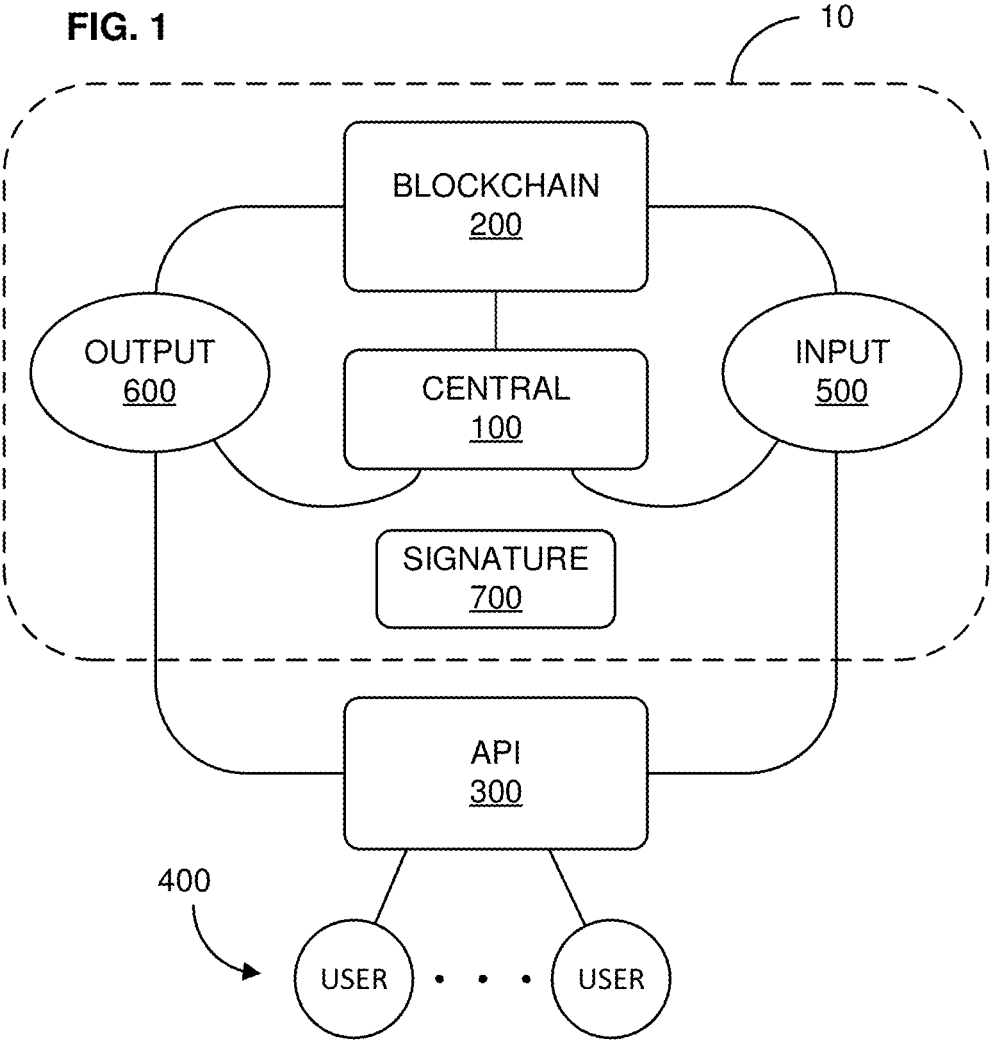 FIG. 1
10
BLOCKCHAIN
200
OUTPUT
600
INPUT
500
CENTRAL
100
SIGNATURE
700
API
300
400
USER
USER